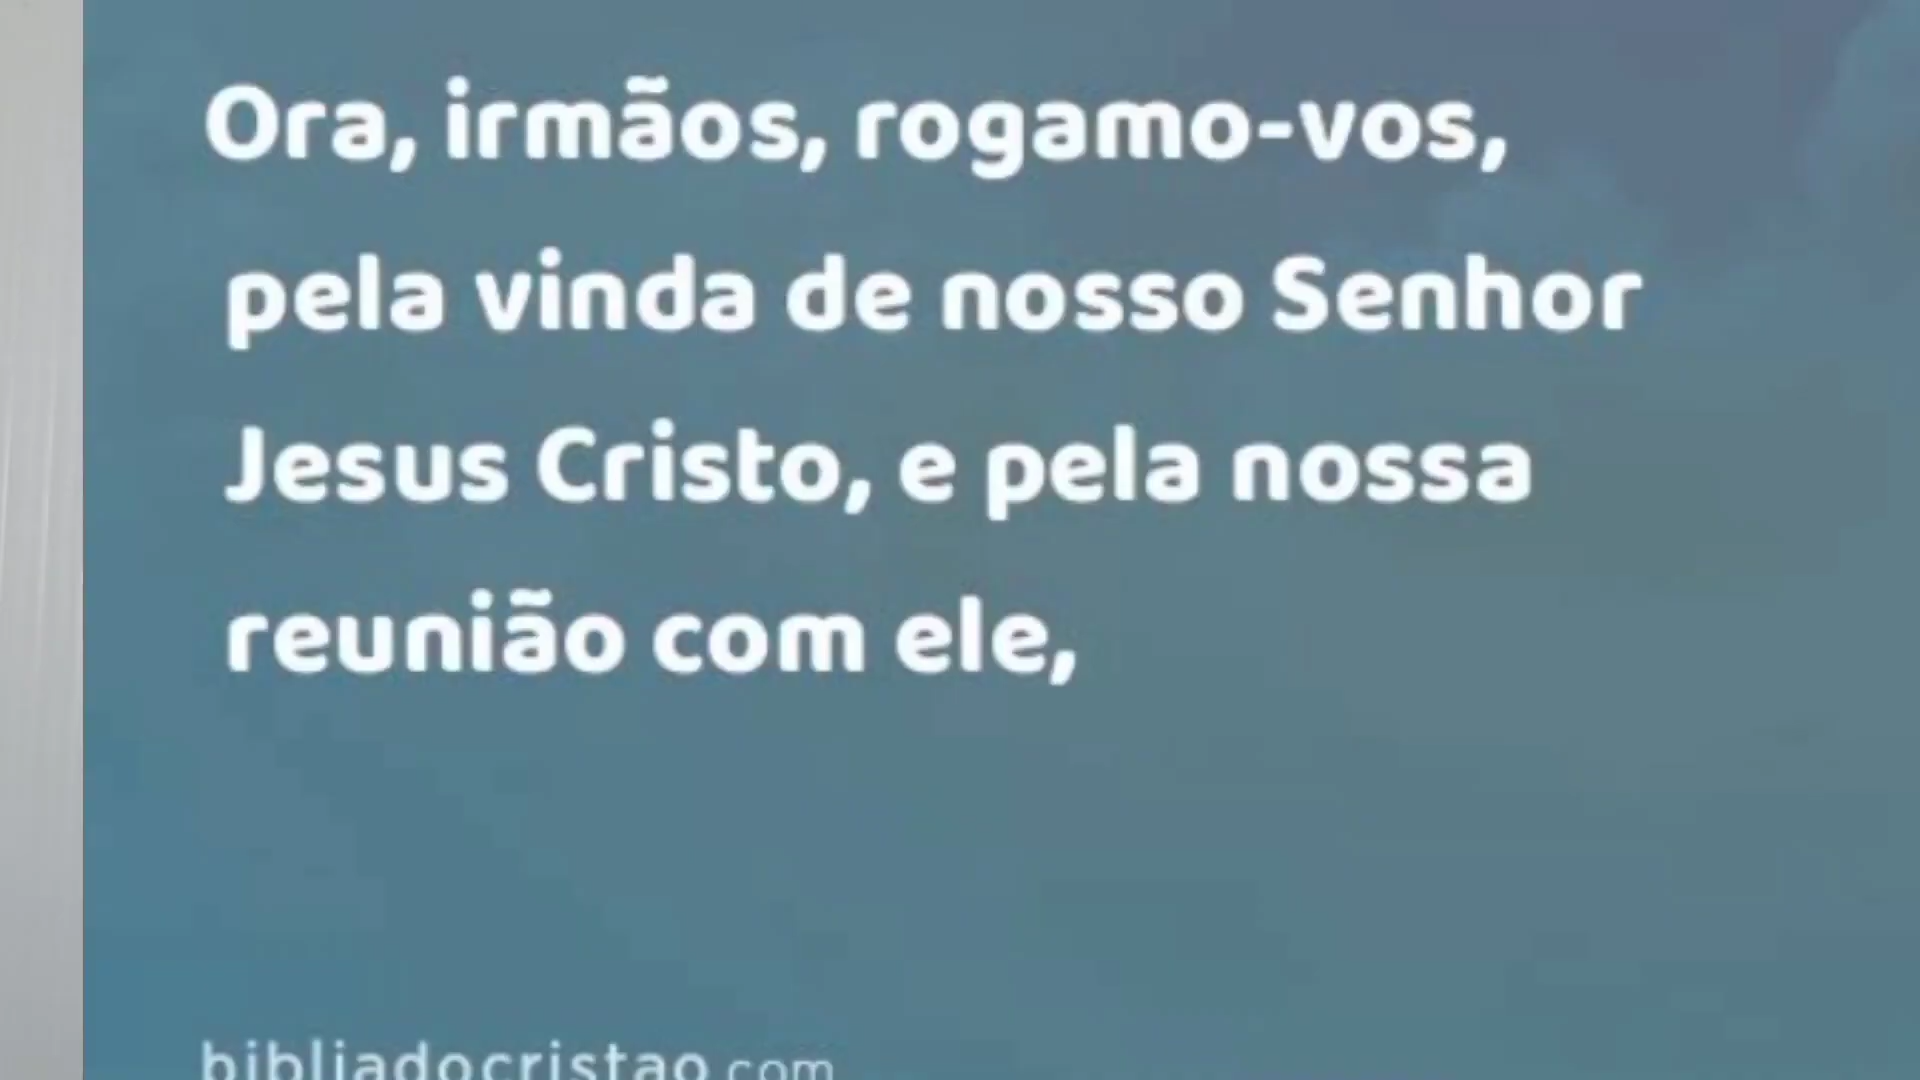 Ora, irmãos, rogamo-vos,
pela vinda de nosso Senhor
Jesus Cristo, e pela nossa
reunião com ele,
bibliadocristao.com